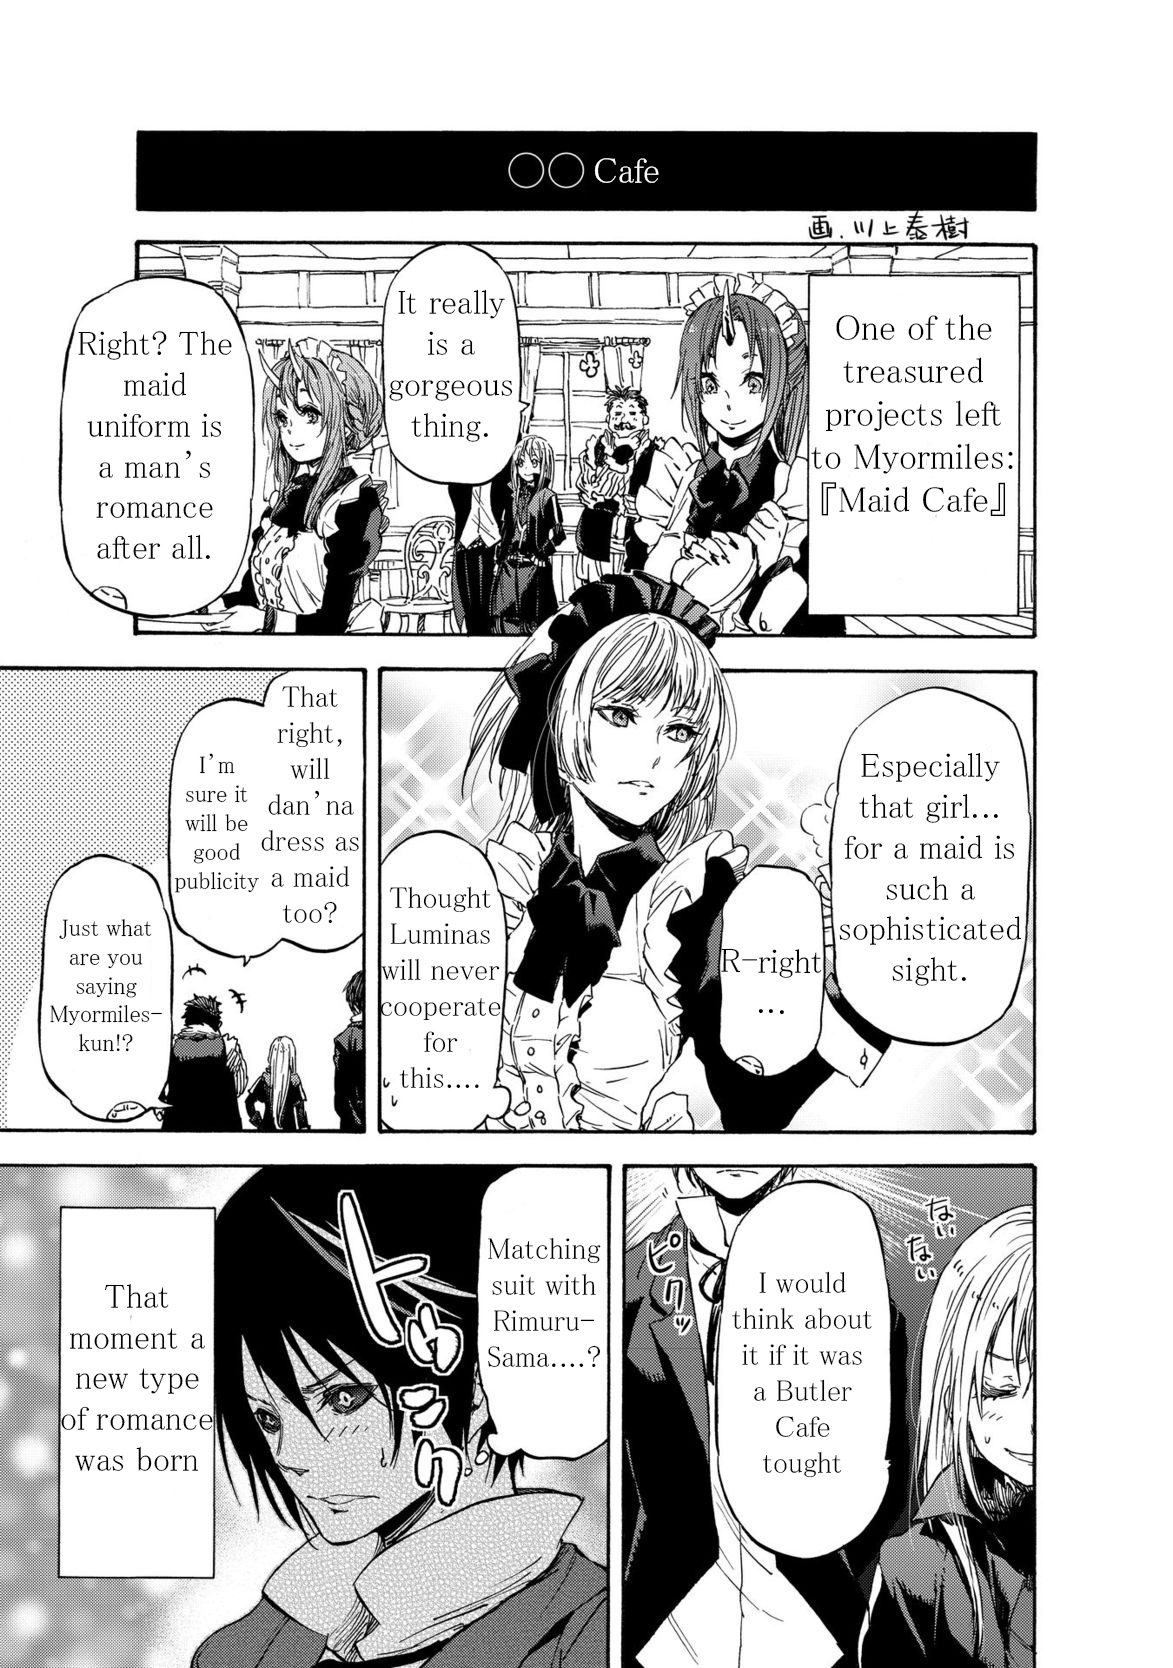 ○○ Cafe
画.川上泰樹
One of the
treasured
projects left
to Myormiles:
『Maid Cafe』
It really
is a
gorgeous
thing.
Right? The
maid
uniform is
a man's
romance
after all.
Especially
that girl...
for a maid is
such a
sophisticated
sight.
R-right
...
Thought
Luminas
will never
cooperate
for
this....
That
right,
will
dan'na
dress as
a maid
too?
I'm
sure it
will be
good
publicity
Just what
are you
saying
Myormiles-
kun!?
ない
ない
ピクッ
I would
think about
it if it was
a Butler
Cafe
tought
Matching
suit with
Rimuru-
Sama....?
トゥンク
That
moment a
new type
of romance
was born